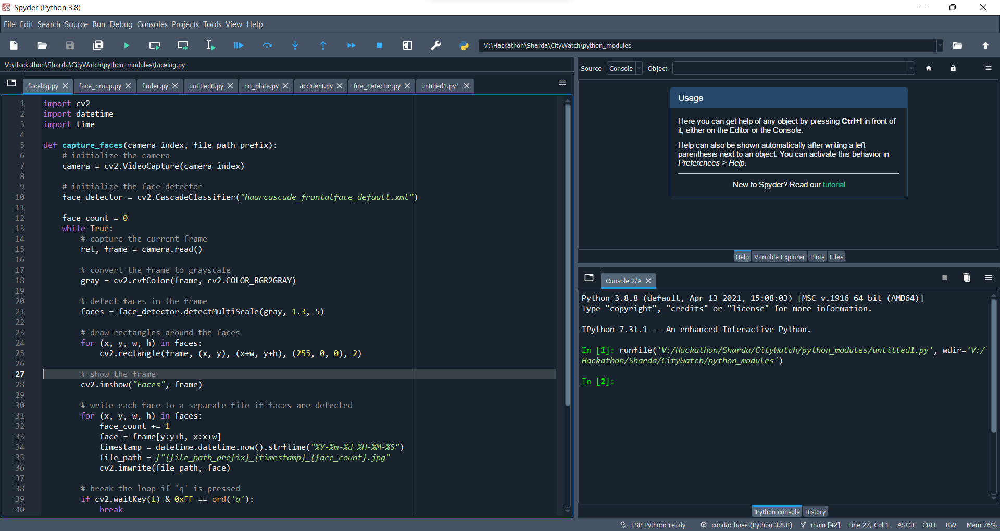 Spyder (Python 3.8)
File Edit Search Source Run Debug Consoles Projects Tools View Help
V:\Hackathon\Sharda\CityWatch\python_modules
V:\Hackathon\Sharda\CityWatch\python_modules\facelog.py
facelog.py face_group.py finder.py untitled0.py no_plate.py accident.py fire_detector.py untitled1.py*
1 import cv2
2 import datetime
3 import time
4
5 def capture_faces(camera_index, file_path_prefix):
6 # initialize the camera
7 camera = cv2.VideoCapture(camera_index)
8
9 # initialize the face detector
10 face_detector = cv2.CascadeClassifier("haarcascade_frontalface_default.xml")
11
12 face_count = 0
13 while True:
14 # capture the current frame
15 ret, frame = camera.read()
16
17 # convert the frame to grayscale
18 gray = cv2.cvtColor(frame, cv2.COLOR_BGR2GRAY)
19
20 # detect faces in the frame
21 faces = face_detector.detectMultiScale(gray, 1.3, 5)
22
23 # draw rectangles around the faces
24 for (x, y, w, h) in faces:
25 cv2.rectangle(frame, (x, y), (x+w, y+h), (255, 0, 0), 2)
26
27 # show the frame
28 cv2.imshow("Faces", frame)
29
30 # write each face to a separate file if faces are detected
31 for (x, y, w, h) in faces:
32 face_count += 1
33 face = frame[y:y+h, x:x+w]
34 timestamp = datetime.datetime.now().strftime("%Y-%m-%d_%H-%M-%S")
35 file_path = f"{file_path_prefix}_{timestamp}_{face_count}.jpg"
36 cv2.imwrite(file_path, face)
37
38 # break the loop if 'q' is pressed
39 if cv2.waitKey(1) & 0xFF == ord('q'):
40 break
Source Console Object
Usage
Here you can get help of any object by pressing Ctrl+I in front of
it, either on the Editor or the Console.
Help can also be shown automatically after writing a left
parenthesis next to an object. You can activate this behavior in
Preferences > Help.
New to Spyder? Read our tutorial
Help Variable Explorer Plots Files
Console 2/A
Python 3.8.8 (default, Apr 13 2021, 15:08:03) [MSC v.1916 64 bit (AMD64)]
Type "copyright", "credits" or "license" for more information.
IPython 7.31.1 -- An enhanced Interactive Python.
In [1]: runfile('V:/Hackathon/Sharda/CityWatch/python_modules/untitled1.py', wdir='V:/
Hackathon/Sharda/CityWatch/python_modules')
In [2]:
IPython console History
LSP Python: ready conda: base (Python 3.8.8) main [42] Line 27, Col 1 ASCII CRLF RW Mem 76%